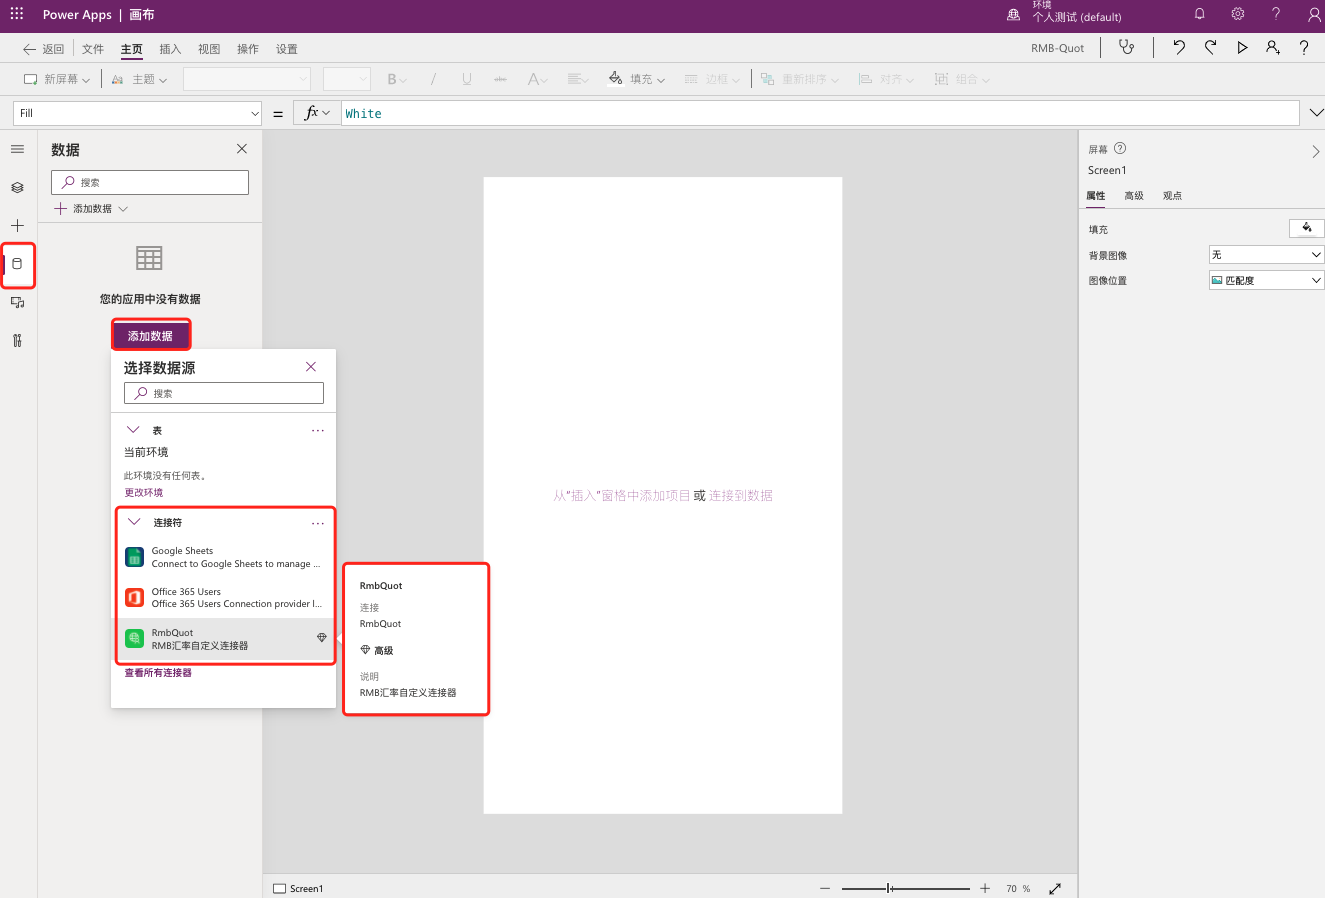 Power Apps | 画布
环境
个人测试 (default)
?
返回 文件 主页 插入 视图 操作 设置
RMB-Quot
?
新屏幕 主题 B / U abc A 填充 边框 重新排序 对齐 组合
Fill = fx White
数据
搜索
添加数据
您的应用中没有数据
添加数据
选择数据源
搜索
表 ...
当前环境
此环境没有任何表。
更改环境
连接符 ...
Google Sheets
Connect to Google Sheets to manage ...
Office 365 Users
Office 365 Users Connection provider l...
RmbQuot
RMB汇率自定义连接器
查看所有连接器
RmbQuot
连接
RmbQuot
高级
说明
RMB汇率自定义连接器
从“插入”窗格中添加项目 或 连接到数据
屏幕 ?
Screen1
属性 高级 观点
填充
背景图像 无
图像位置 匹配度
Screen1
70 %